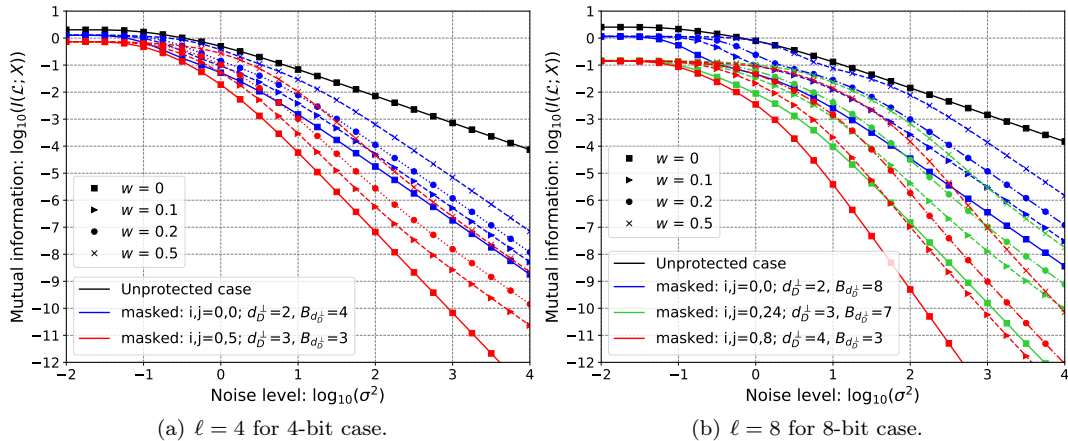 Mutual information: log₁₀(I(𝓛; X))
1
0
−1
−2
−3
−4
−5
−6
−7
−8
−9
−10
−11
−12
w = 0
w = 0.1
w = 0.2
w = 0.5
Unprotected case
masked: i,j=0,0; d_D^⊥=2, B_{d_D^⊥}=4
masked: i,j=0,5; d_D^⊥=3, B_{d_D^⊥}=3
−2 −1 0 1 2 3 4
Noise level: log₁₀(σ²)
(a) ℓ = 4 for 4-bit case.
Mutual information: log₁₀(I(𝓛; X))
1
0
−1
−2
−3
−4
−5
−6
−7
−8
−9
−10
−11
−12
w = 0
w = 0.1
w = 0.2
w = 0.5
Unprotected case
masked: i,j=0,0; d_D^⊥=2, B_{d_D^⊥}=8
masked: i,j=0,24; d_D^⊥=3, B_{d_D^⊥}=7
masked: i,j=0,8; d_D^⊥=4, B_{d_D^⊥}=3
−2 −1 0 1 2 3 4
Noise level: log₁₀(σ²)
(b) ℓ = 8 for 8-bit case.